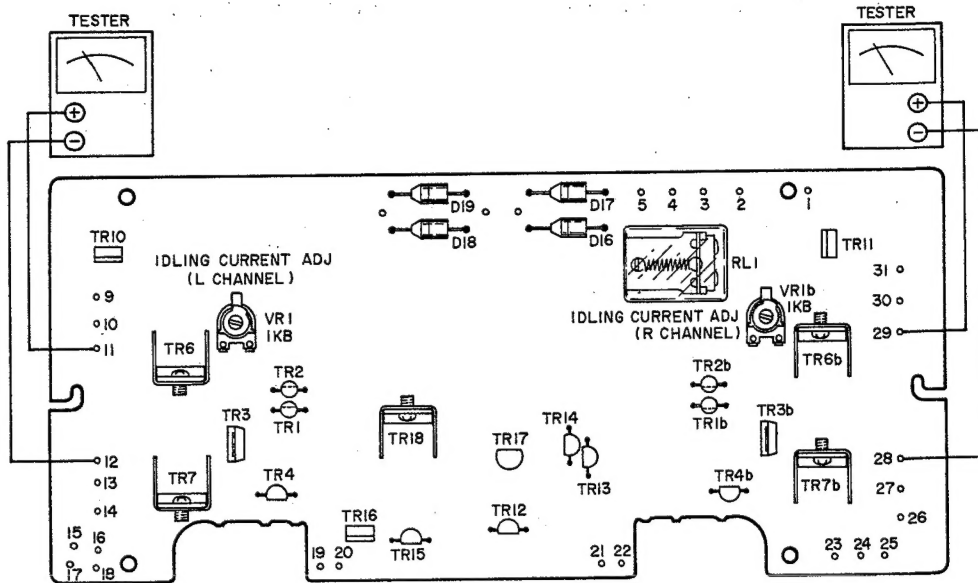 TESTER
TESTER
+
−
+
−
D19
D17
5
4
3
2
1
D18
D16
TR10
TR11
IDLING CURRENT ADJ
(L CHANNEL)
RL1
31
9
VR1b
1KB
30
10
VR1
1KB
IDLING CURRENT ADJ
(R CHANNEL)
29
11
TR6
TR6b
TR2
TR2b
TR1
TR1b
TR3
TR18
TR14
TR3b
TR17
12
28
13
TR7
TR4
TR13
TR4b
TR7b
27
14
TR16
TR12
26
15
16
TR15
17
18
19
20
21
22
23
24
25